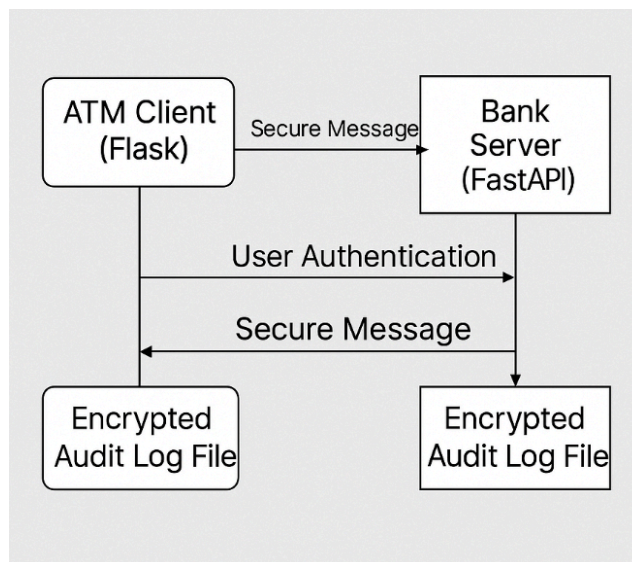 ATM Client
(Flask)
Secure Message
Bank
Server
(FastAPI)
User Authentication
Secure Message
Encrypted
Audit Log File
Encrypted
Audit Log File